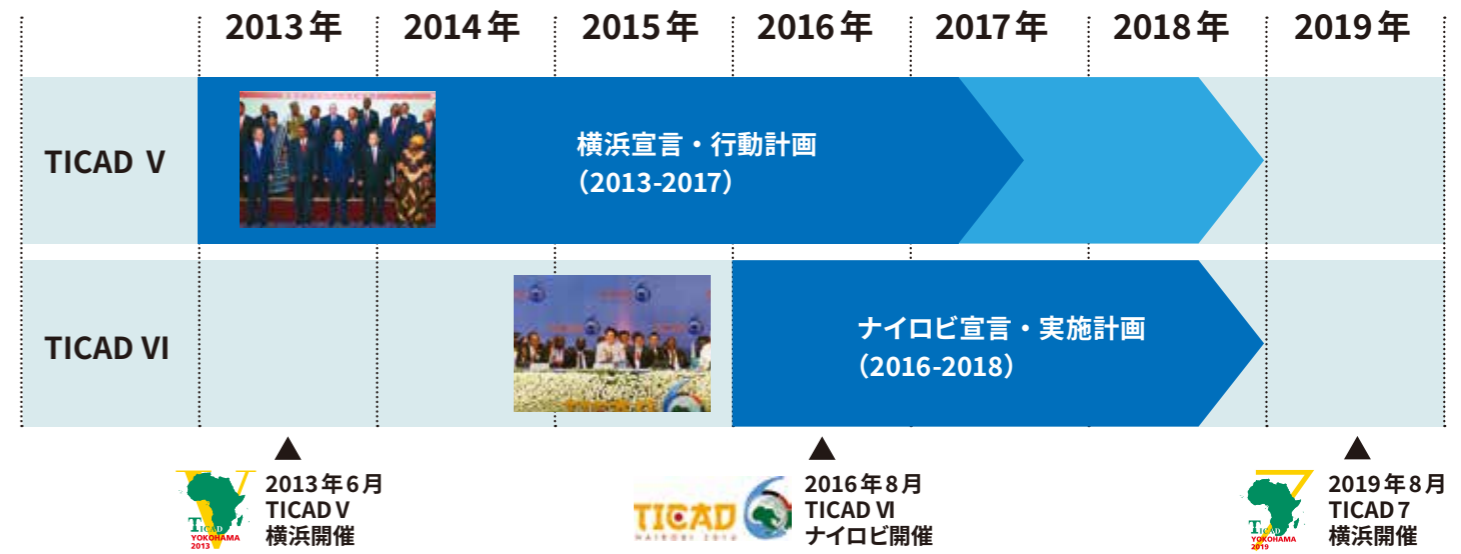 2013年 2014年 2015年 2016年 2017年 2018年 2019年
TICAD V
横浜宣言・行動計画
（2013-2017）
TICAD VI
ナイロビ宣言・実施計画
（2016-2018）
V
TICAD
YOKOHAMA
2013
2013年6月
TICAD V
横浜開催
TICAD 6
NAIROBI 2016
2016年8月
TICAD VI
ナイロビ開催
7
TICAD
YOKOHAMA
2019
2019年8月
TICAD 7
横浜開催